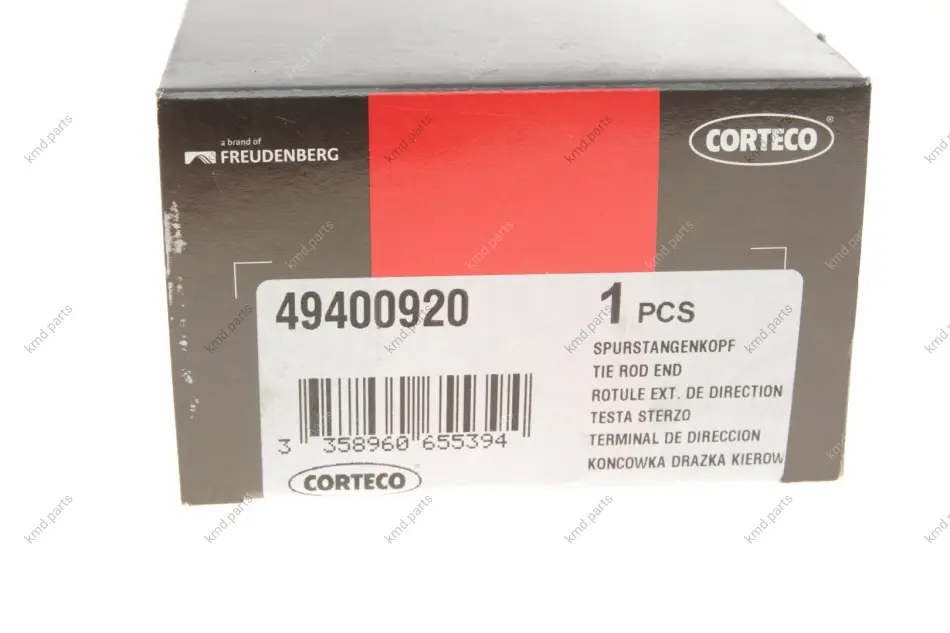 a brand of
FREUDENBERG
CORTECO®
49400920
1 PCS
SPURSTANGENKOPF
TIE ROD END
ROTULE EXT. DE DIRECTION
TESTA STERZO
TERMINAL DE DIRECCION
KONCOWKA DRAZKA KIEROW
3 358960 655394
CORTECO
kmd.parts